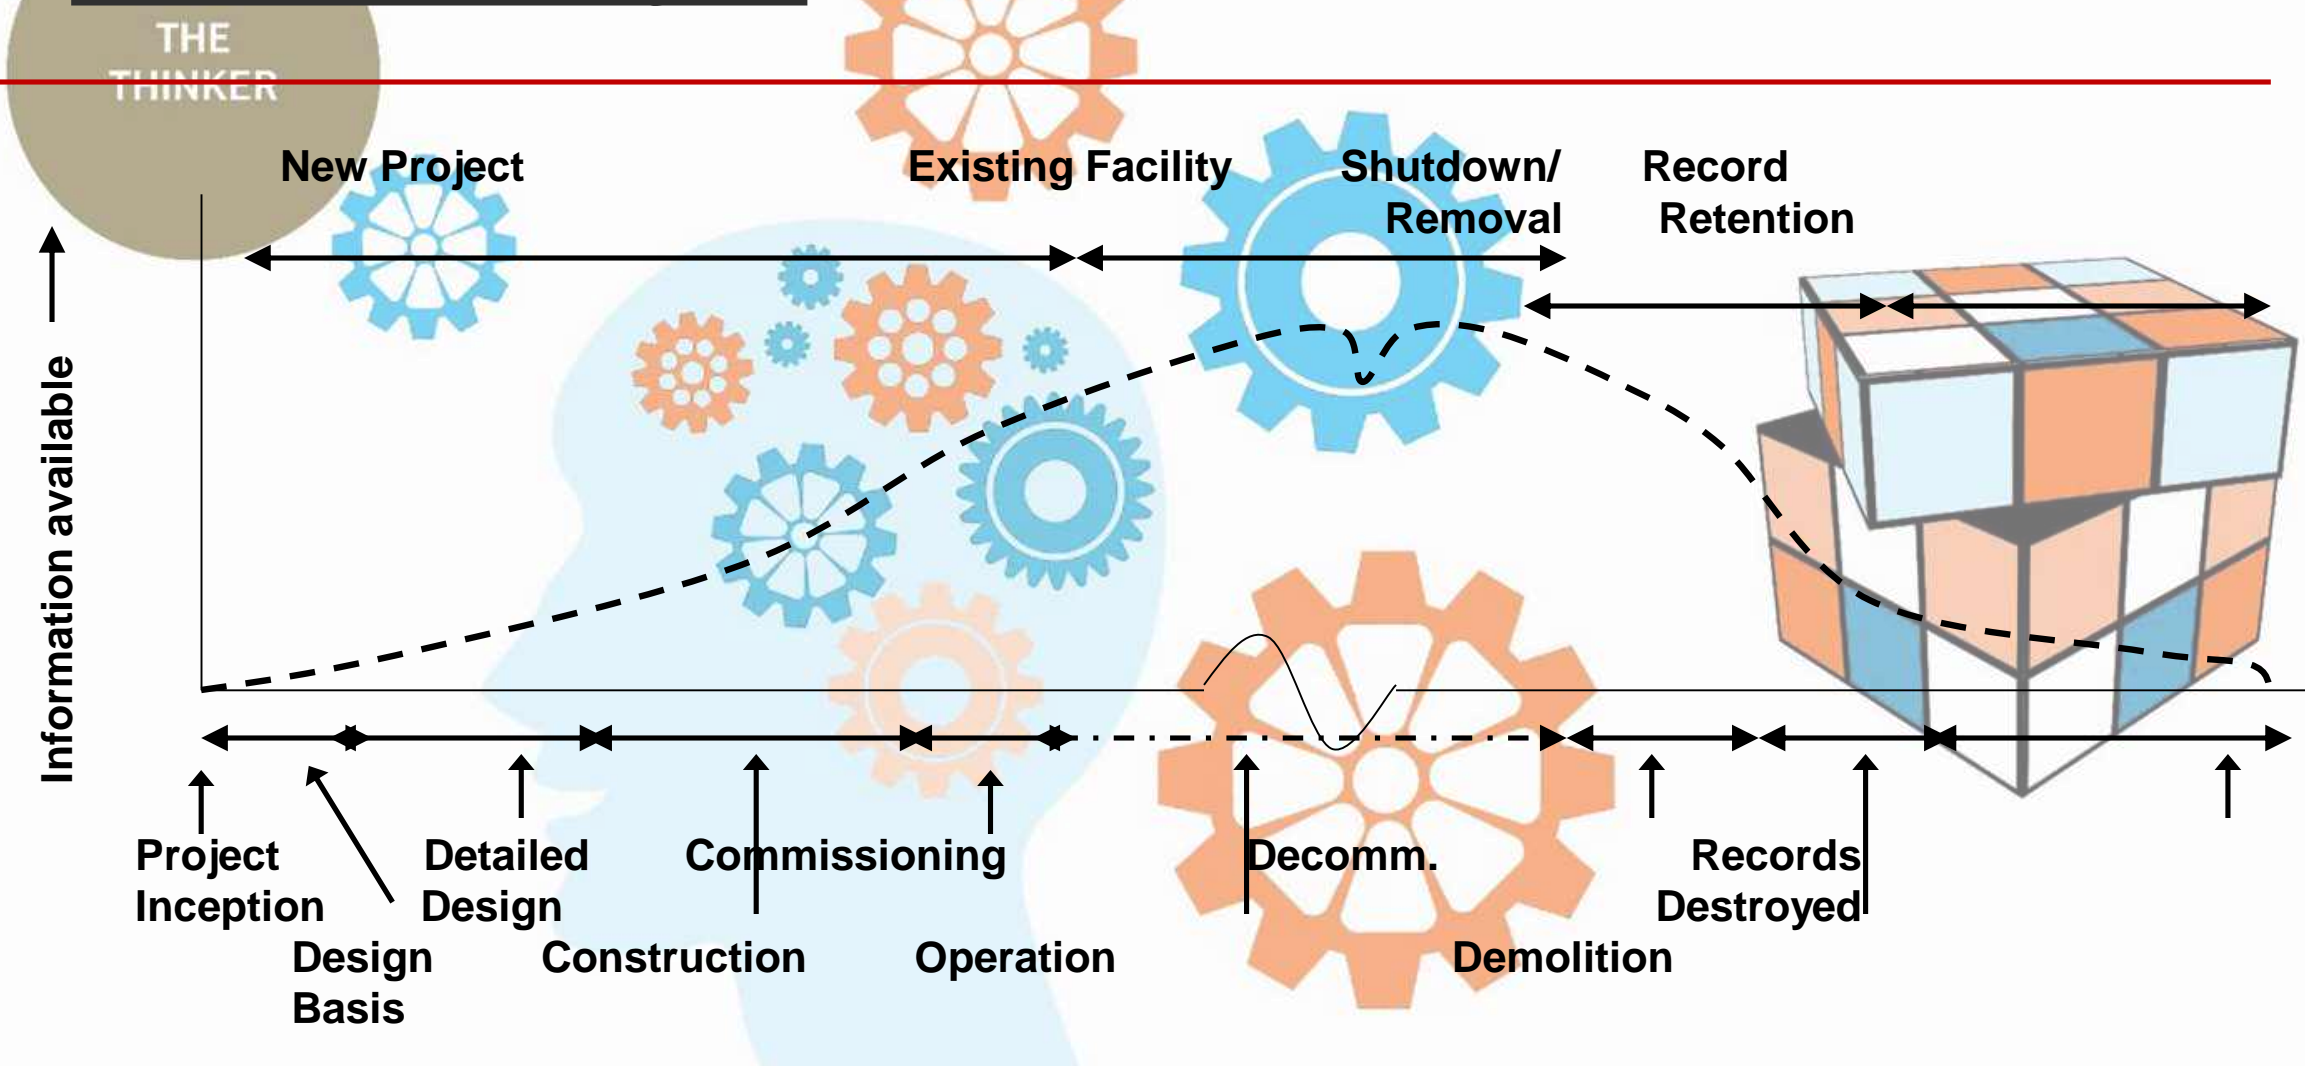 THE
THINKER
New Project
Existing Facility
Shutdown/
Removal
Record
Retention
Information available
Project
Inception
Design
Basis
Detailed
Design
Construction
Commissioning
Operation
Decomm.
Demolition
Records
Destroyed